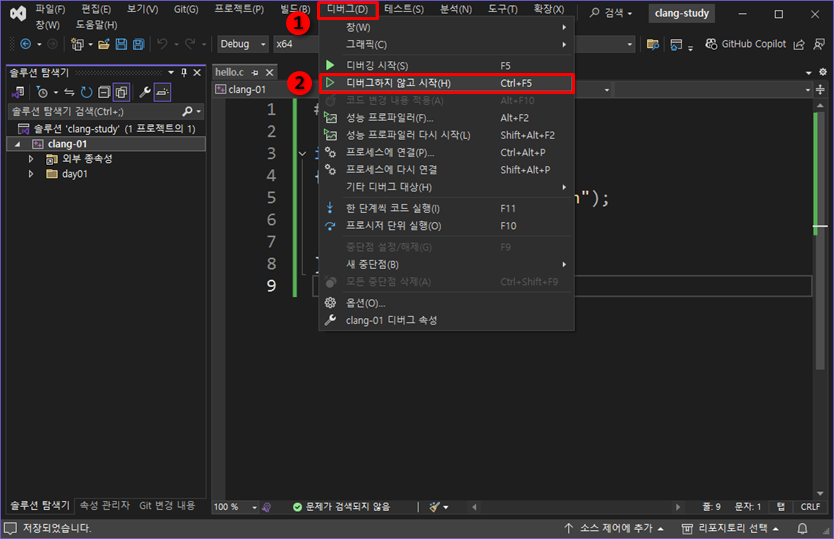 파일(F) 편집(E) 보기(V) Git(G) 프로젝트(P) 빌드(B) 디버그(D) 테스트(S) 분석(N) 도구(T) 확장(X) 검색 clang-study
창(W) 도움말(H)
1
Debug x64 GitHub Copilot
솔루션 탐색기
솔루션 탐색기 검색(Ctrl+;)
솔루션 'clang-study' (1 프로젝트의 1)
clang-01
외부 종속성
day01
hello.c
clang-01
1 #
2
3
4
5 n");
6
7
8
9
창(W)
그래픽(C)
디버깅 시작(S) F5
2
디버그하지 않고 시작(H) Ctrl+F5
코드 변경 내용 적용(A) Alt+F10
성능 프로파일러(F)... Alt+F2
성능 프로파일러 다시 시작(L) Shift+Alt+F2
프로세스에 연결(P)... Ctrl+Alt+P
프로세스에 다시 연결 Shift+Alt+P
기타 디버그 대상(H)
한 단계씩 코드 실행(I) F11
프로시저 단위 실행(O) F10
중단점 설정/해제(G) F9
새 중단점(B)
모든 중단점 삭제(A) Ctrl+Shift+F9
옵션(O)...
clang-01 디버그 속성
솔루션 탐색기 속성 관리자 Git 변경 내용
100 % 문제가 검색되지 않음 줄: 9 문자: 1 탭 CRLF
저장되었습니다. 소스 제어에 추가 리포지토리 선택